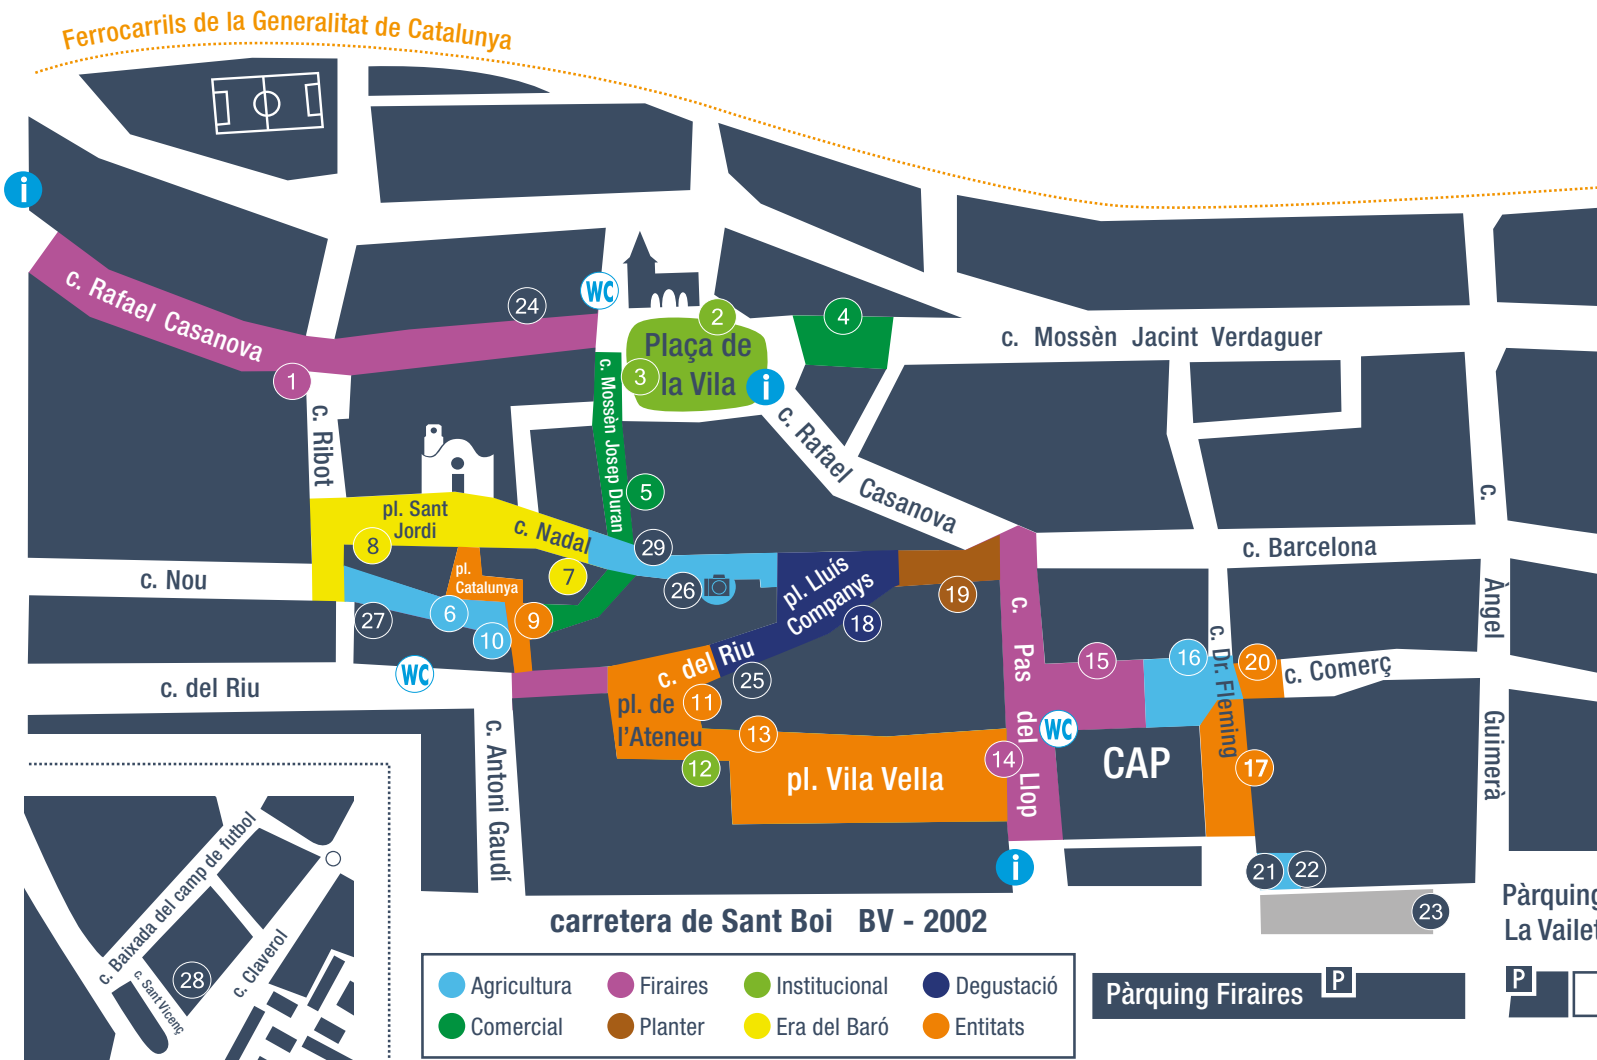 Ferrocarrils de la Generalitat de Catalunya
i
c. Rafael Casanova
24
WC
2
4
Plaça de
la Vila
3
i
c. Mossèn Jacint Verdaguer
1
c. Ribot
c. Mossèn Josep Duran
c. Rafael Casanova
5
pl. Sant
Jordi
c. Nadal
8
29
c. Barcelona
c.
Àngel
Guimerà
c. Nou
pl.
Catalunya
7
26
pl. Lluís
Companys
19
27
6
10
9
18
c. Pas del Llop
15
16
c. Dr. Fleming
20
c. Comerç
WC
c. del Riu
c. del Riu
25
pl. de
l'Ateneu
11
13
12
pl. Vila Vella
14
WC
CAP
17
c. Antoni Gaudí
i
21
22
23
carretera de Sant Boi BV - 2002
c. Baixada del camp de futbol
c. Sant Vicenç
28
c. Claverol
Agricultura
Firaires
Institucional
Degustació
Comercial
Planter
Era del Baró
Entitats
Pàrquing Firaires
P
Pàrquing
La Vailet
P